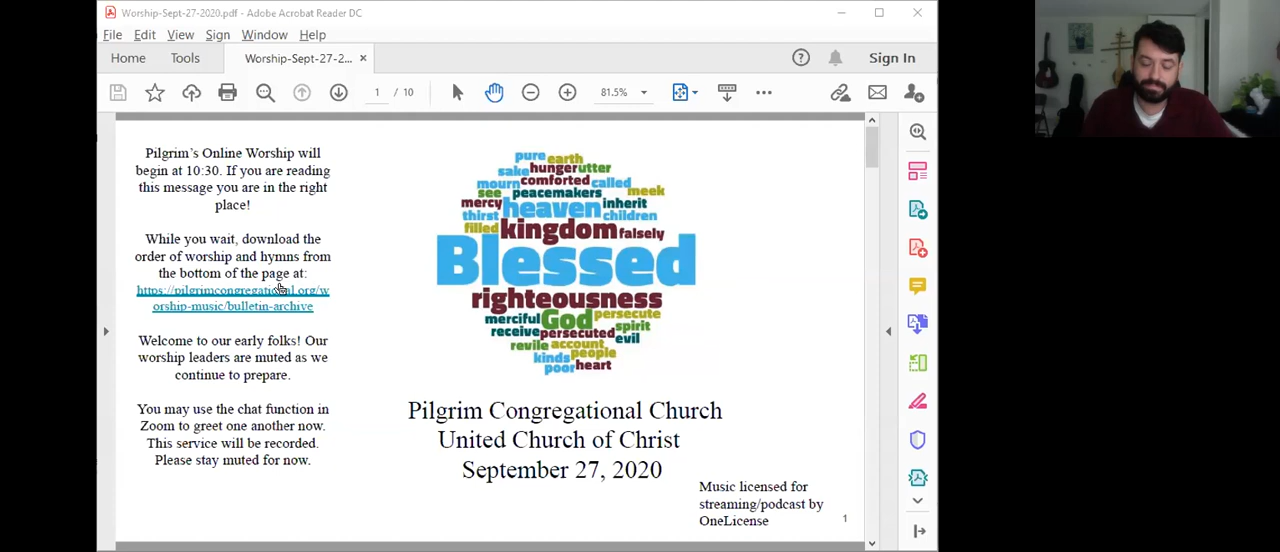 Worship-Sept-27-2020.pdf - Adobe Acrobat Reader DC
File Edit View Sign Window Help
Home Tools Worship-Sept-27-2... × Sign In
1 / 10 81.5%
Pilgrim's Online Worship will
begin at 10:30. If you are reading
this message you are in the right
place!
While you wait, download the
order of worship and hymns from
the bottom of the page at:
https://pilgrimcongregational.org/w
orship-music/bulletin-archive
Welcome to our early folks! Our
worship leaders are muted as we
continue to prepare.
You may use the chat function in
Zoom to greet one another now.
This service will be recorded.
Please stay muted for now.
pure earth
sake hunger utter
mourn comforted called
see peacemakers meek
mercy heaven inherit
thirst children
filled kingdom falsely
Blessed
righteousness
merciful God persecute
receive persecuted spirit
revile account evil
kinds people
poor heart
Pilgrim Congregational Church
United Church of Christ
September 27, 2020
Music licensed for
streaming/podcast by
OneLicense
1